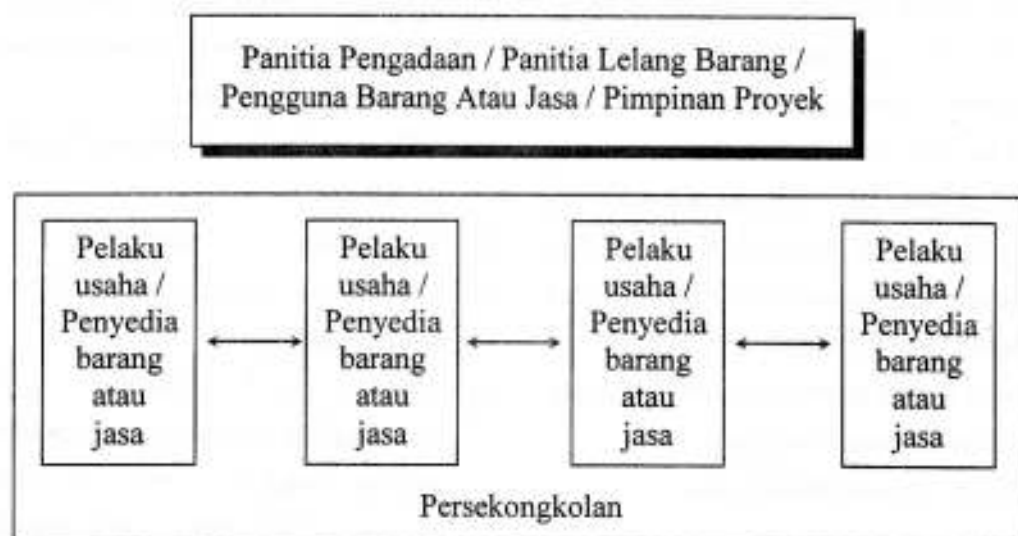 Panitia Pengadaan / Panitia Lelang Barang /
Pengguna Barang Atau Jasa / Pimpinan Proyek
Pelaku
usaha /
Penyedia
barang
atau
jasa
Pelaku
usaha /
Penyedia
barang
atau
jasa
Pelaku
usaha /
Penyedia
barang
atau
jasa
Pelaku
usaha /
Penyedia
barang
atau
jasa
Persekongkolan